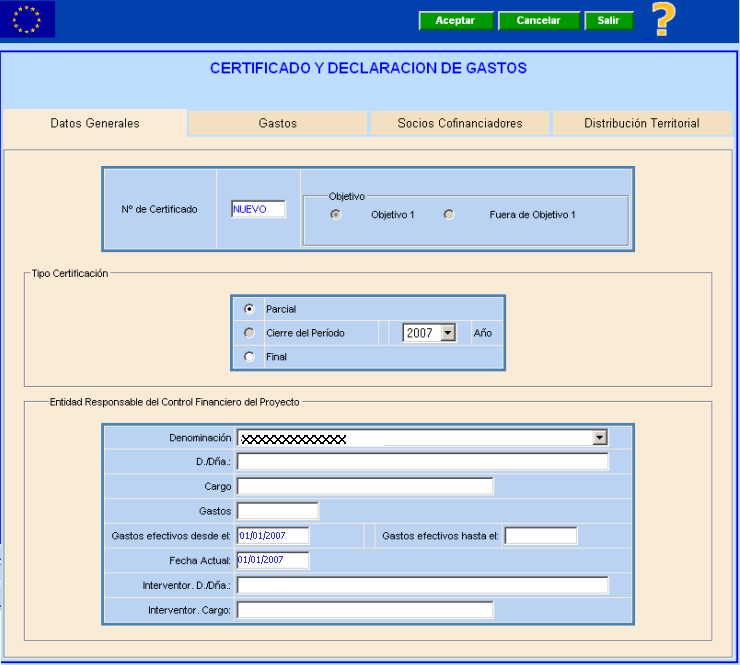 Aceptar Cancelar Salir ?
CERTIFICADO Y DECLARACION DE GASTOS
Datos Generales Gastos Socios Cofinanciadores Distribución Territorial
Objetivo
Nº de Certificado NUEVO Objetivo 1 Fuera de Objetivo 1
Tipo Certificación
Parcial
Cierre del Período 2007 Año
Final
Entidad Responsable del Control Financiero del Proyecto
Denominación XXXXXXXXXXXXXX
D./Dña.:
Cargo
Gastos
Gastos efectivos desde el: 01/01/2007 Gastos efectivos hasta el:
Fecha Actual: 01/01/2007
Interventor. D./Dña.:
Interventor. Cargo: